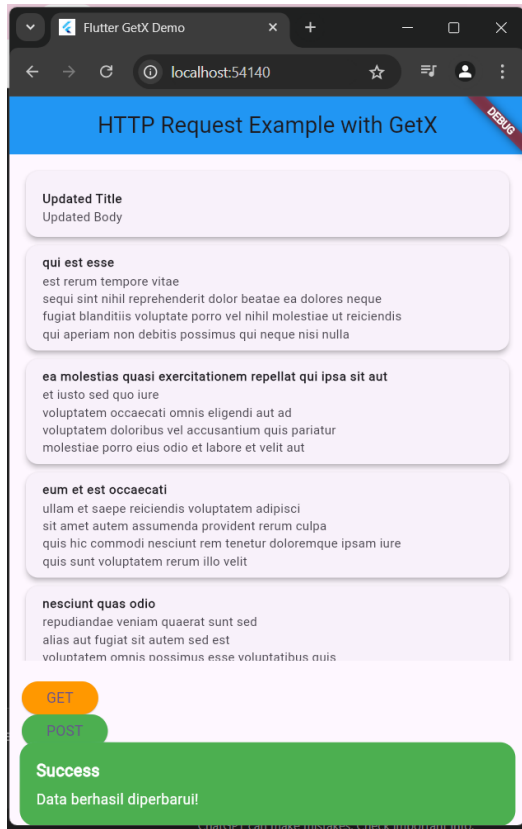 Flutter GetX Demo
localhost:54140
HTTP Request Example with GetX
DEBUG
Updated Title
Updated Body
qui est esse
est rerum tempore vitae
sequi sint nihil reprehenderit dolor beatae ea dolores neque
fugiat blanditiis voluptate porro vel nihil molestiae ut reiciendis
qui aperiam non debitis possimus qui neque nisi nulla
ea molestias quasi exercitationem repellat qui ipsa sit aut
et iusto sed quo iure
voluptatem occaecati omnis eligendi aut ad
voluptatem doloribus vel accusantium quis pariatur
molestiae porro eius odio et labore et velit aut
eum et est occaecati
ullam et saepe reiciendis voluptatem adipisci
sit amet autem assumenda provident rerum culpa
quis hic commodi nesciunt rem tenetur doloremque ipsam iure
quis sunt voluptatem rerum illo velit
nesciunt quas odio
repudiandae veniam quaerat sunt sed
alias aut fugiat sit autem sed est
voluptatem omnis possimus esse voluptatibus quis
GET
POST
Success
Data berhasil diperbarui!